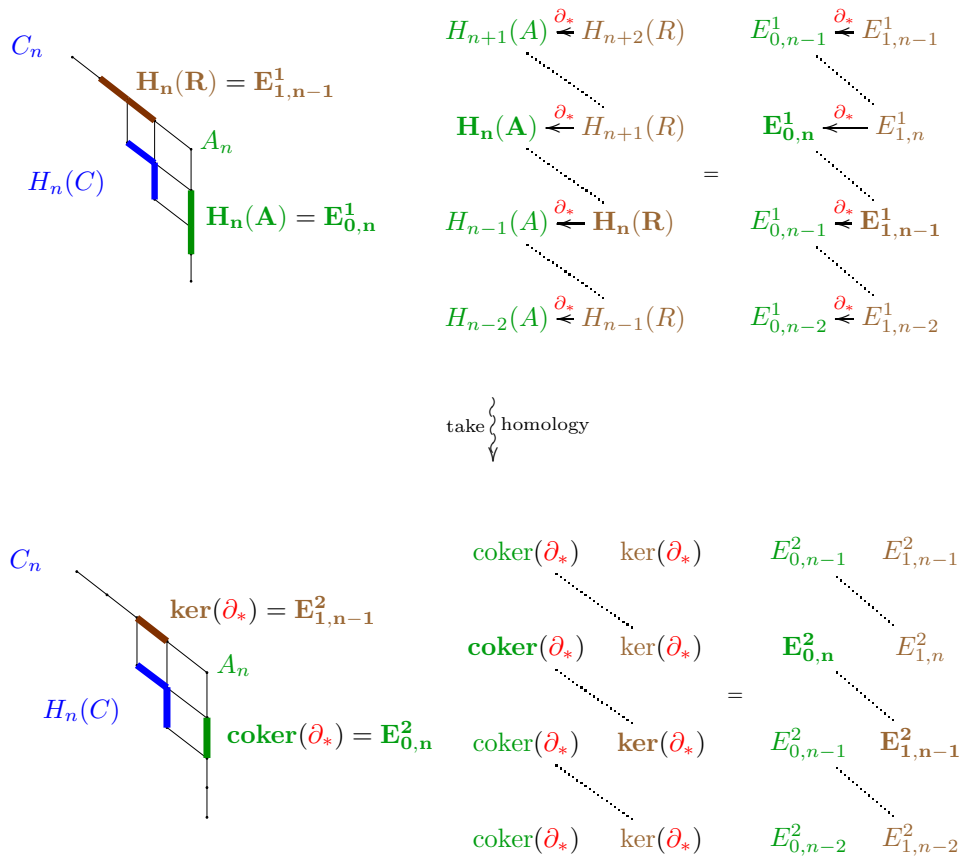 C_n
H_n(R) = E^1_{1,n−1}
A_n
H_n(C)
H_n(A) = E^1_{0,n}
H_{n+1}(A) ∂_* H_{n+2}(R)
H_n(A) ∂_* H_{n+1}(R)
H_{n−1}(A) ∂_* H_n(R)
H_{n−2}(A) ∂_* H_{n−1}(R)
=
E^1_{0,n−1} ∂_* E^1_{1,n−1}
E^1_{0,n} ∂_* E^1_{1,n}
E^1_{0,n−1} ∂_* E^1_{1,n−1}
E^1_{0,n−2} ∂_* E^1_{1,n−2}
take homology
C_n
ker(∂_*) = E^2_{1,n−1}
A_n
H_n(C)
coker(∂_*) = E^2_{0,n}
coker(∂_*) ker(∂_*)
coker(∂_*) ker(∂_*)
coker(∂_*) ker(∂_*)
coker(∂_*) ker(∂_*)
=
E^2_{0,n−1} E^2_{1,n−1}
E^2_{0,n} E^2_{1,n}
E^2_{0,n−1} E^2_{1,n−1}
E^2_{0,n−2} E^2_{1,n−2}